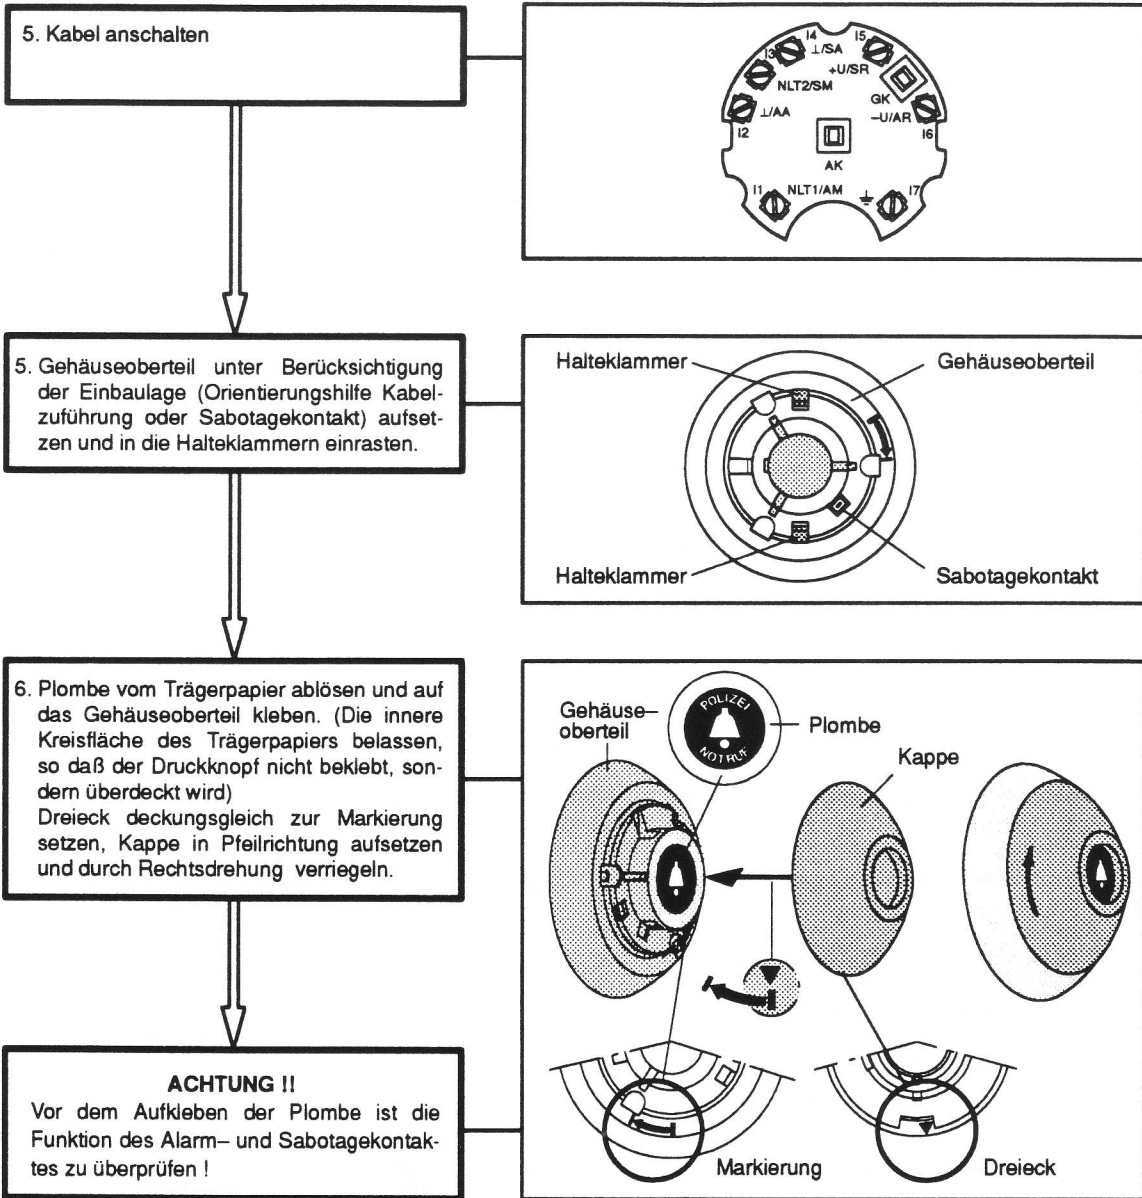 5. Kabel anschalten
I4
⊥/SA
I5
+U/SR
I3
NLT2/SM
GK
⊥/AA
–U/AR
I2
I6
AK
I1
NLT1/AM
I7
5. Gehäuseoberteil unter Berücksichtigung
der Einbaulage (Orientierungshilfe Kabel-
zuführung oder Sabotagekontakt) aufset-
zen und in die Halteklammern einrasten.
Halteklammer
Gehäuseoberteil
Halteklammer
Sabotagekontakt
6. Plombe vom Trägerpapier ablösen und auf
das Gehäuseoberteil kleben. (Die innere
Kreisfläche des Trägerpapiers belassen,
so daß der Druckknopf nicht beklebt, son-
dern überdeckt wird)
Dreieck deckungsgleich zur Markierung
setzen, Kappe in Pfeilrichtung aufsetzen
und durch Rechtsdrehung verriegeln.
Gehäuse–
oberteil
POLIZEI
NOTRUF
Plombe
Kappe
ACHTUNG !!
Vor dem Aufkleben der Plombe ist die
Funktion des Alarm– und Sabotagekontak-
tes zu überprüfen !
Markierung
Dreieck